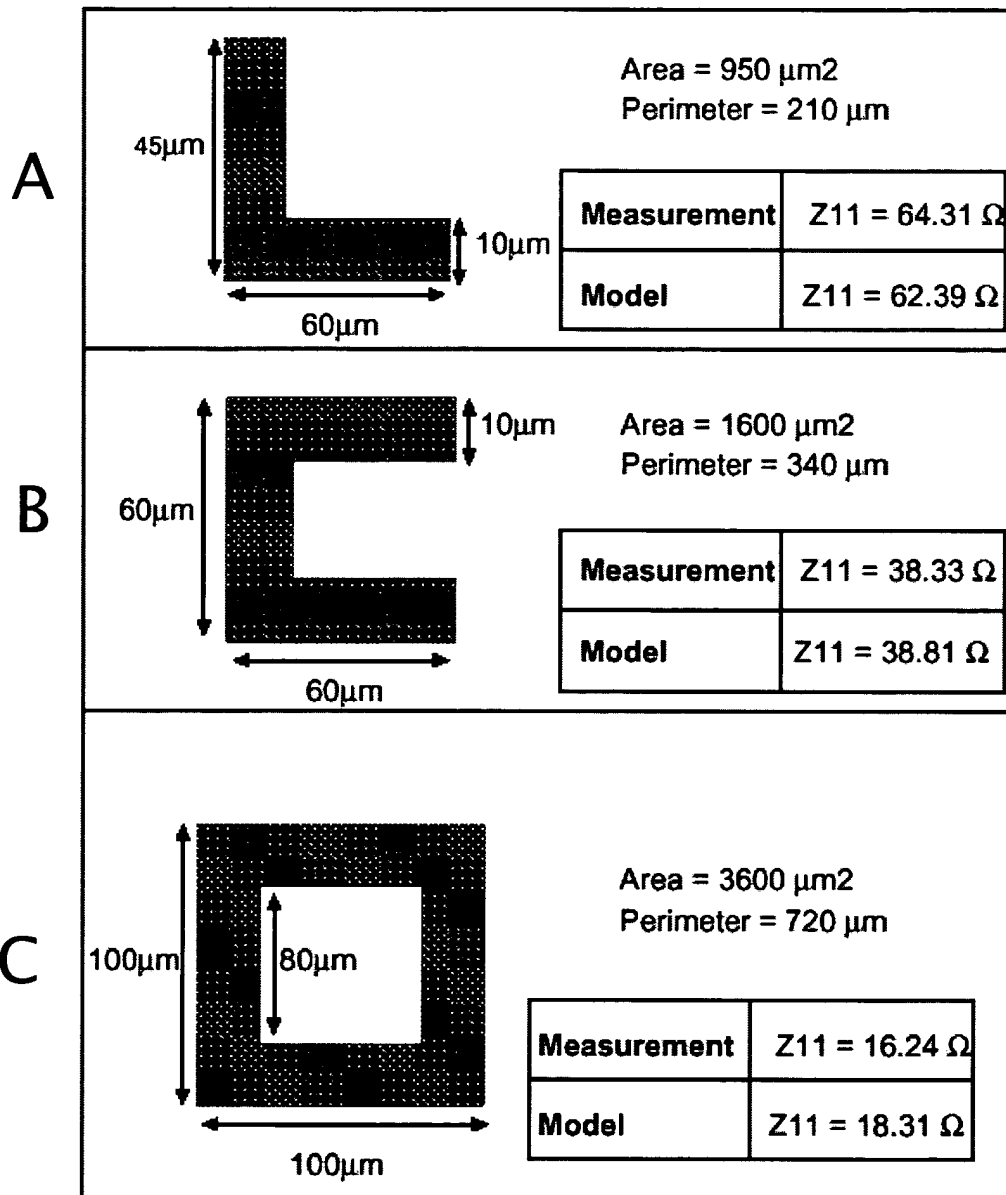 A
45µm
10µm
60µm
Area = 950 µm2
Perimeter = 210 µm
Measurement Z11 = 64.31 Ω
Model Z11 = 62.39 Ω
B
60µm
10µm
60µm
Area = 1600 µm2
Perimeter = 340 µm
Measurement Z11 = 38.33 Ω
Model Z11 = 38.81 Ω
C
100µm
80µm
100µm
Area = 3600 µm2
Perimeter = 720 µm
Measurement Z11 = 16.24 Ω
Model Z11 = 18.31 Ω